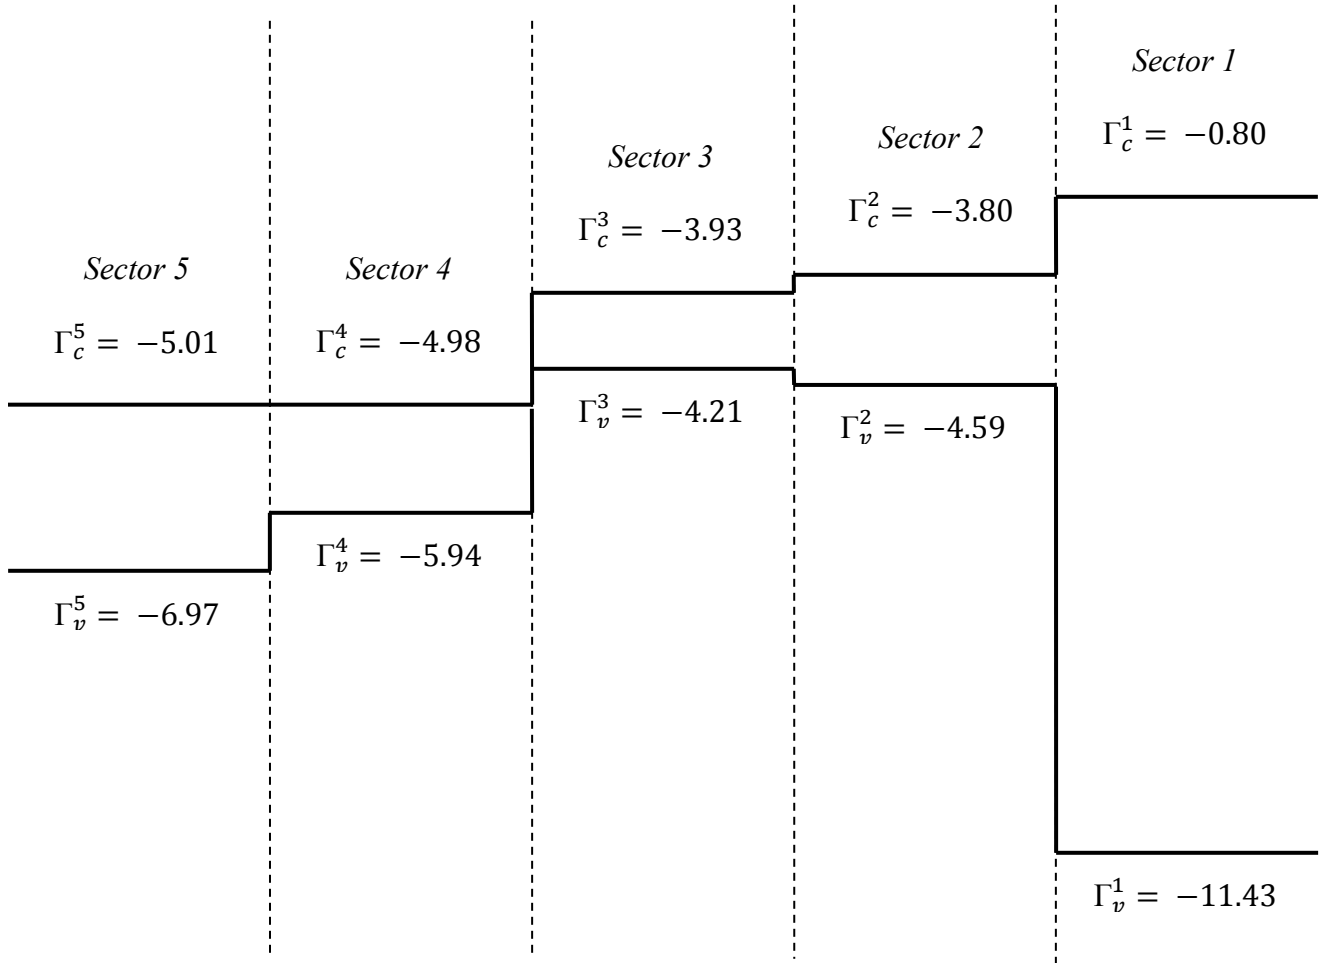 Sector 1
Γ_c^1 = −0.80
Sector 2
Γ_c^2 = −3.80
Sector 3
Γ_c^3 = −3.93
Sector 5
Sector 4
Γ_c^5 = −5.01
Γ_c^4 = −4.98
Γ_v^3 = −4.21
Γ_v^2 = −4.59
Γ_v^4 = −5.94
Γ_v^5 = −6.97
Γ_v^1 = −11.43